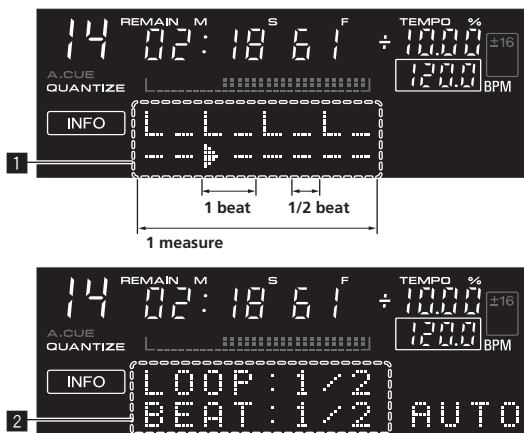 REMAIN M S F TEMPO %
14 02: 18 61 ÷ 10.00 ±16
A.CUE
QUANTIZE 120.0 BPM
INFO L _ L _ L _ L _
1
1 beat 1/2 beat
1 measure
REMAIN M S F TEMPO %
14 02: 18 61 ÷ 10.00 ±16
A.CUE
QUANTIZE 120.0 BPM
INFO LOOP:1/2
2 BEAT:1/2 AUTO